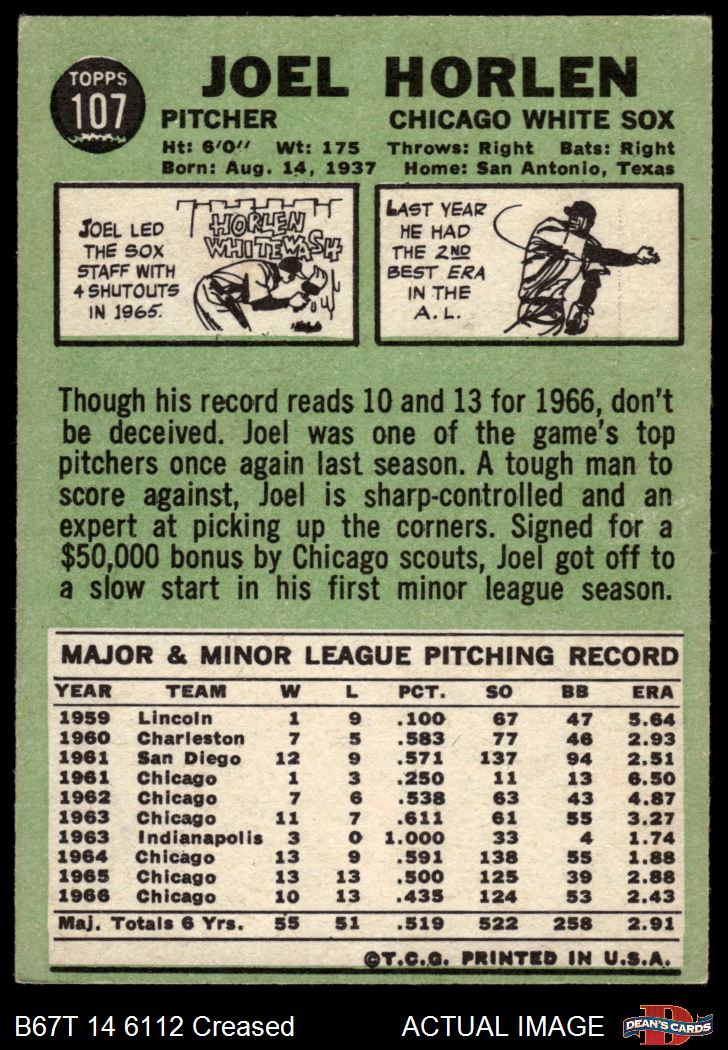 TOPPS
107
JOEL HORLEN
PITCHER CHICAGO WHITE SOX
Ht: 6'0" Wt: 175 Throws: Right Bats: Right
Born: Aug. 14, 1937 Home: San Antonio, Texas
JOEL LED
THE SOX
STAFF WITH
4 SHUTOUTS
IN 1965.
HORLEN
WHITEWASH
LAST YEAR
HE HAD
THE 2ND
BEST ERA
IN THE
A.L.
Though his record reads 10 and 13 for 1966, don't
be deceived. Joel was one of the game's top
pitchers once again last season. A tough man to
score against, Joel is sharp-controlled and an
expert at picking up the corners. Signed for a
$50,000 bonus by Chicago scouts, Joel got off to
a slow start in his first minor league season.
MAJOR & MINOR LEAGUE PITCHING RECORD
YEAR TEAM W L PCT. SO BB ERA
1959 Lincoln 1 9 .100 67 47 5.64
1960 Charleston 7 5 .583 77 46 2.93
1961 San Diego 12 9 .571 137 94 2.51
1961 Chicago 1 3 .250 11 13 6.50
1962 Chicago 7 6 .538 63 43 4.87
1963 Chicago 11 7 .611 61 55 3.27
1963 Indianapolis 3 0 1.000 33 4 1.74
1964 Chicago 13 9 .591 138 55 1.88
1965 Chicago 13 13 .500 125 39 2.88
1966 Chicago 10 13 .435 124 53 2.43
Maj. Totals 6 Yrs. 55 51 .519 522 258 2.91
©T.C.G. PRINTED IN U.S.A.
B67T 14 6112 Creased ACTUAL IMAGE
DEAN'S CARDS